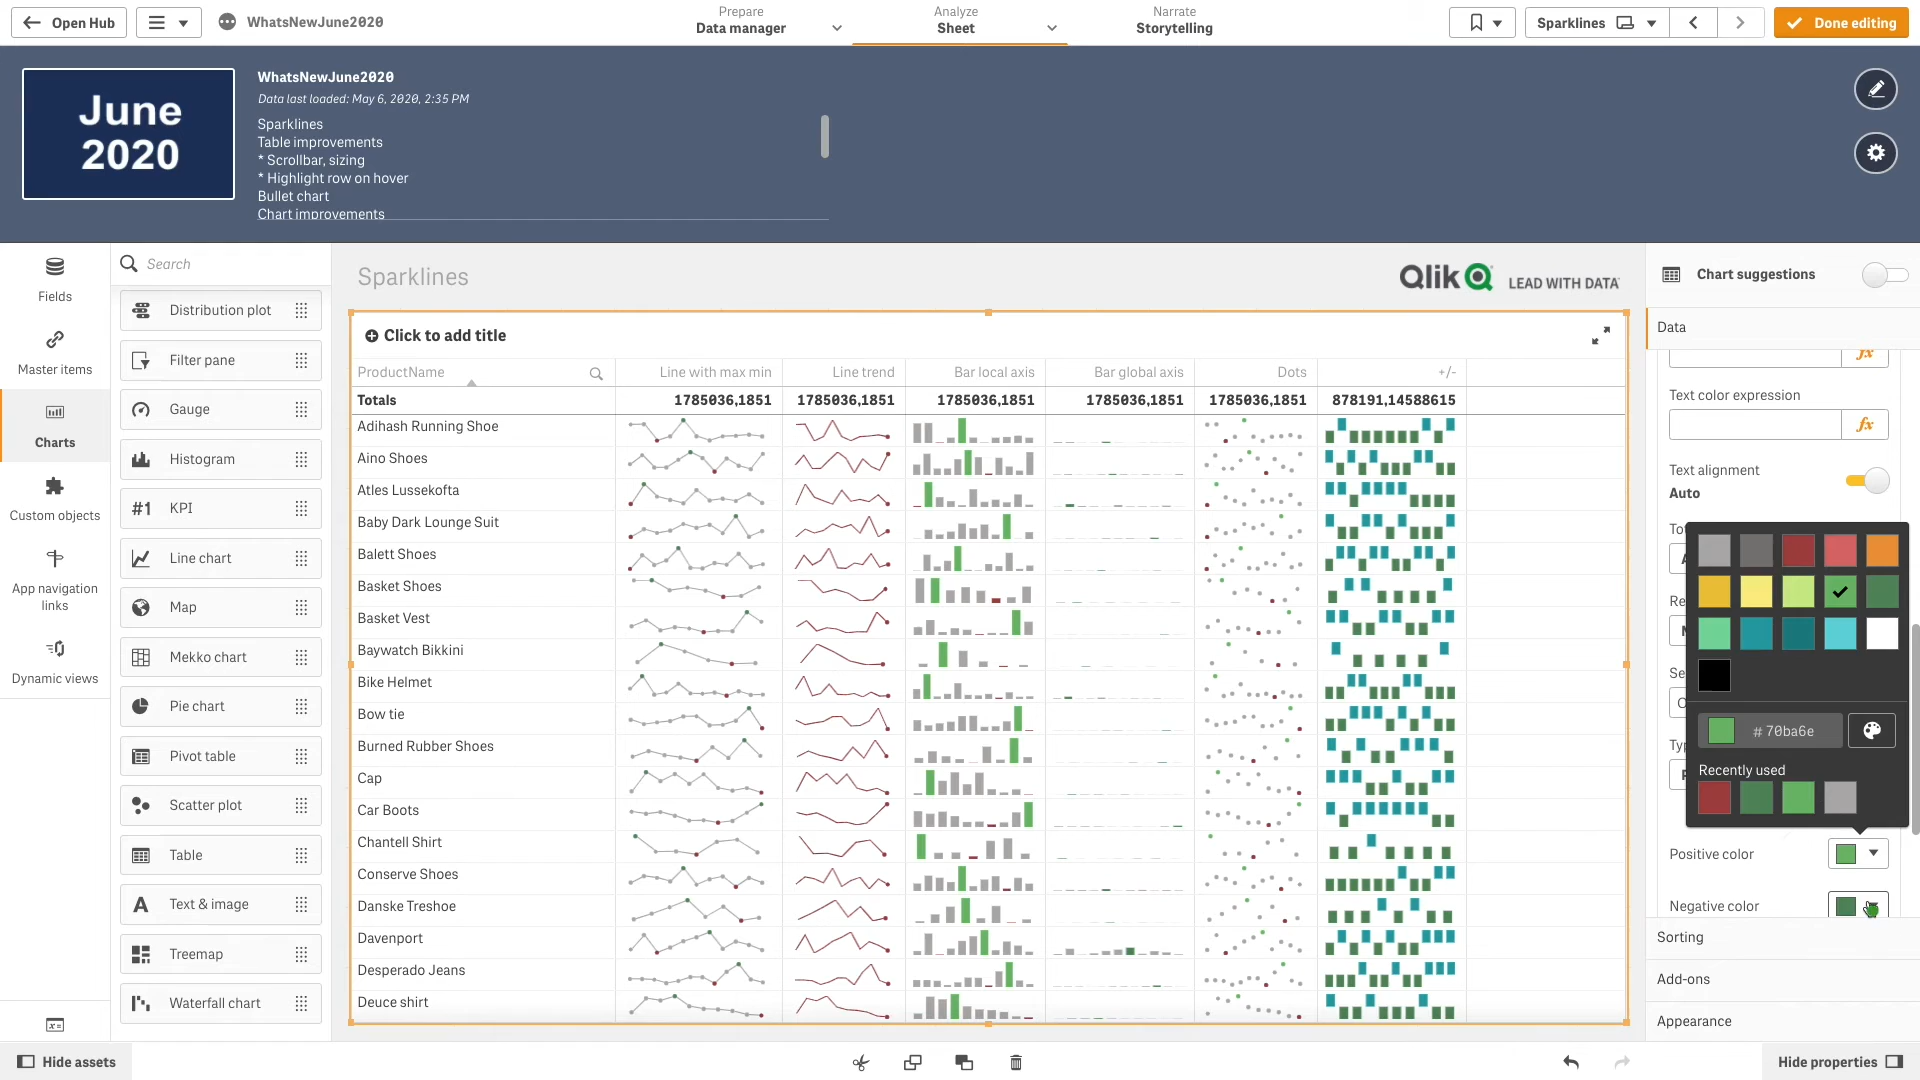 Open Hub
WhatsNewJune2020
Prepare
Data manager
Analyze
Sheet
Narrate
Storytelling
Sparklines
Done editing
June
2020
WhatsNewJune2020
Data last loaded: May 6, 2020, 2:35 PM
Sparklines
Table improvements
* Scrollbar, sizing
* Highlight row on hover
Bullet chart
Chart improvements
Fields
Master items
Charts
Custom objects
App navigation
links
Dynamic views
Search
Distribution plot
Filter pane
Gauge
Histogram
#1 KPI
Line chart
Map
Mekko chart
Pie chart
Pivot table
Scatter plot
Table
A Text & image
Treemap
Waterfall chart
Sparklines
Qlik LEAD WITH DATA
Click to add title
ProductName Line with max min Line trend Bar local axis Bar global axis Dots +/-
Totals 1785036,1851 1785036,1851 1785036,1851 1785036,1851 1785036,1851 878191,14588615
Adihash Running Shoe
Aino Shoes
Atles Lussekofta
Baby Dark Lounge Suit
Balett Shoes
Basket Shoes
Basket Vest
Baywatch Bikkini
Bike Helmet
Bow tie
Burned Rubber Shoes
Cap
Car Boots
Chantell Shirt
Conserve Shoes
Danske Treshoe
Davenport
Desperado Jeans
Deuce shirt
Chart suggestions
Data
fx
Text color expression
fx
Text alignment
Auto
To
Re
Se
Ty
# 70ba6e
Recently used
Positive color
Negative color
Sorting
Add-ons
Appearance
Hide assets
Hide properties